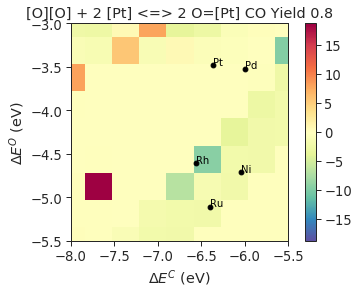 [O][O] + 2 [Pt] <=> 2 O=[Pt] CO Yield 0.8
−3.0
−3.5
−4.0
−4.5
−5.0
−5.5
ΔE^O (eV)
Pt
Pd
Rh
Ni
Ru
−8.0 −7.5 −7.0 −6.5 −6.0 −5.5
ΔE^C (eV)
15
10
5
0
−5
−10
−15